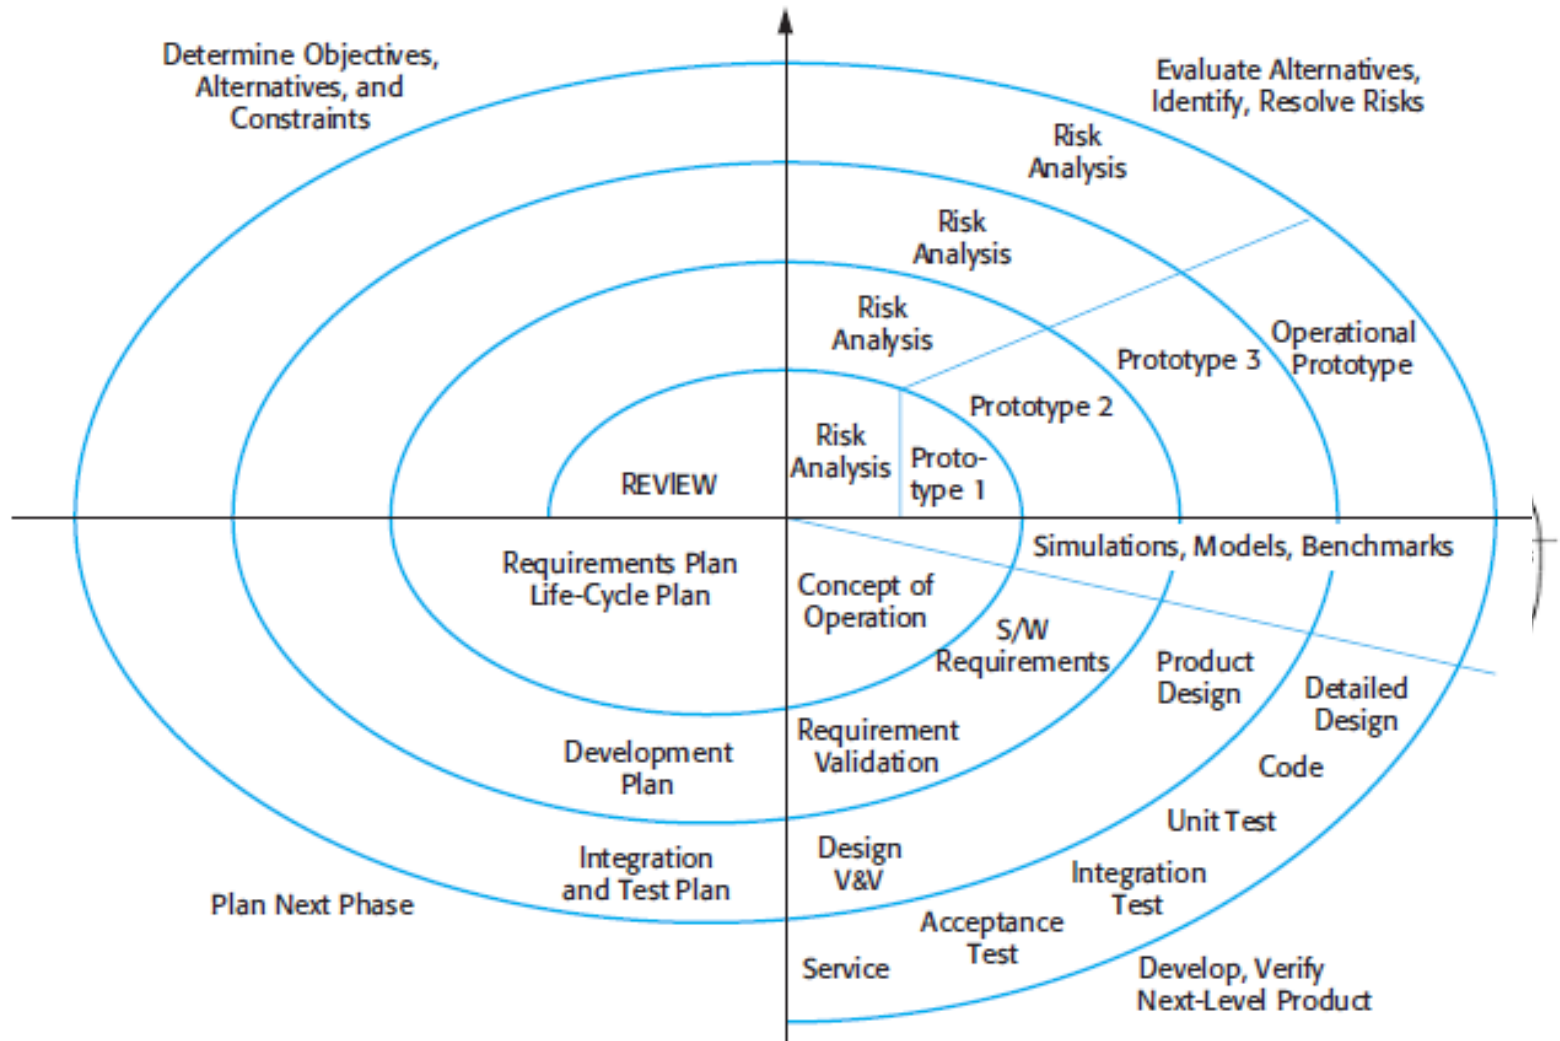 Determine Objectives,
Alternatives, and
Constraints
Evaluate Alternatives,
Identify, Resolve Risks
Risk
Analysis
Risk
Analysis
Risk
Analysis
Operational
Prototype
Prototype 3
Prototype 2
Risk
Analysis
Proto-
type 1
REVIEW
Simulations, Models, Benchmarks
Requirements Plan
Life-Cycle Plan
Concept of
Operation
S/W
Requirements
Product
Design
Detailed
Design
Requirement
Validation
Development
Plan
Code
Unit Test
Design
V&V
Integration
and Test Plan
Integration
Test
Plan Next Phase
Acceptance
Test
Service
Develop, Verify
Next-Level Product